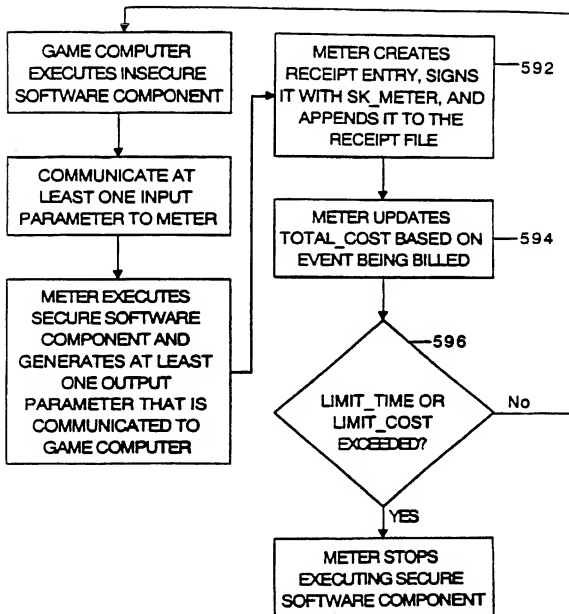 GAME COMPUTER
EXECUTES INSECURE
SOFTWARE COMPONENT
COMMUNICATE AT
LEAST ONE INPUT
PARAMETER TO METER
METER EXECUTES
SECURE SOFTWARE
COMPONENT AND
GENERATES AT LEAST
ONE OUTPUT
PARAMETER THAT IS
COMMUNICATED TO
GAME COMPUTER
METER CREATES
RECEIPT ENTRY, SIGNS
IT WITH SK_METER, AND
APPENDS IT TO THE
RECEIPT FILE
592
METER UPDATES
TOTAL_COST BASED ON
EVENT BEING BILLED
594
596
LIMIT_TIME OR
LIMIT_COST
EXCEEDED?
No
YES
METER STOPS
EXECUTING SECURE
SOFTWARE COMPONENT